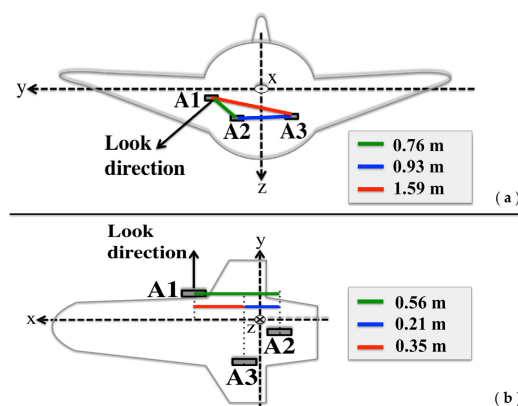 x
y
A1
A2
A3
Look
direction
z
0.76 m
0.93 m
1.59 m
( a )
Look
direction
y
A1
x
z
A2
A3
0.56 m
0.21 m
0.35 m
( b )